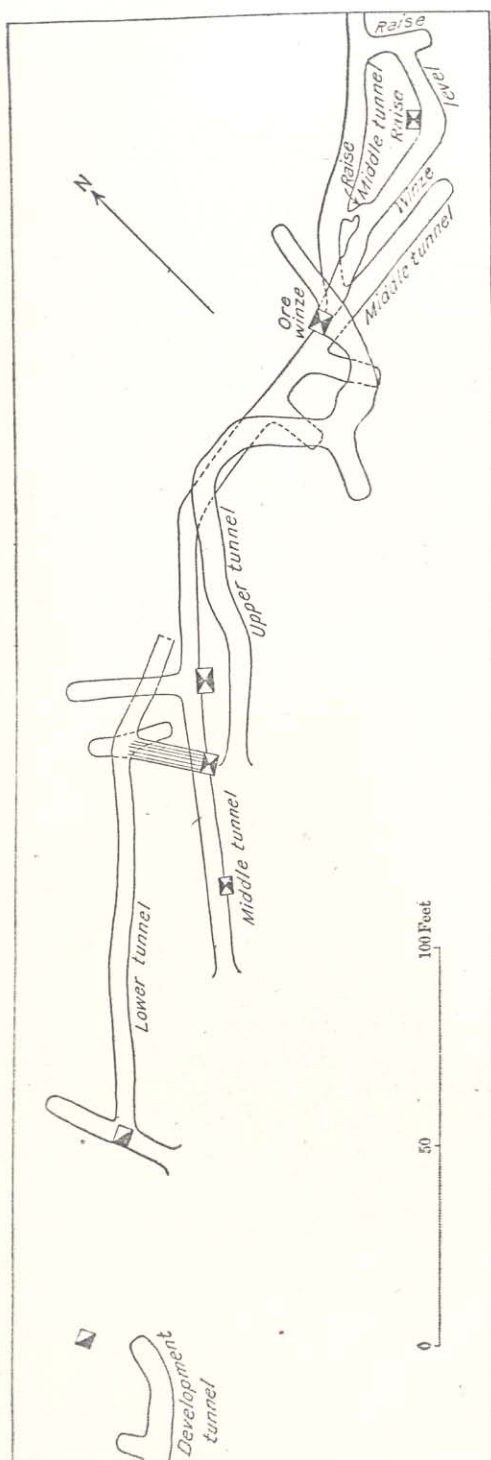 Raise
level
Middle tunnel
Raise
Raise
Winze
Middle tunnel
N
Ore
winze
Upper tunnel
Middle tunnel
Lower tunnel
Development
tunnel
0
50
100 Feet